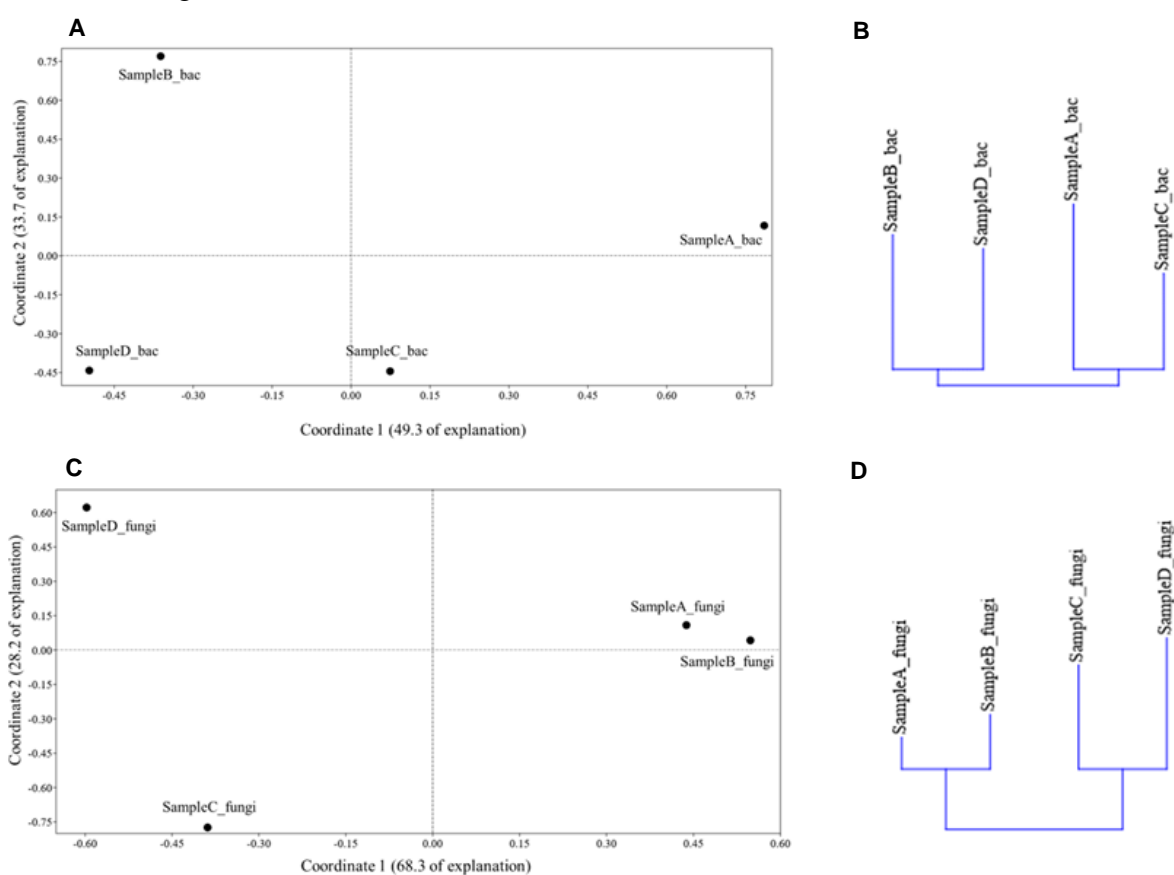 A
B
0.75
0.60
0.45
0.30
0.15
0.00
-0.15
-0.30
-0.45
Coordinate 2 (33.7 of explanation)
SampleB_bac
SampleA_bac
SampleD_bac
SampleC_bac
-0.45
-0.30
-0.15
0.00
0.15
0.30
0.45
0.60
0.75
Coordinate 1 (49.3 of explanation)
SampleB_bac
SampleD_bac
SampleA_bac
SampleC_bac
C
D
0.60
0.45
0.30
0.15
0.00
-0.15
-0.30
-0.45
-0.60
-0.75
Coordinate 2 (28.2 of explanation)
SampleD_fungi
SampleA_fungi
SampleB_fungi
SampleC_fungi
-0.60
-0.45
-0.30
-0.15
0.00
0.15
0.30
0.45
0.60
Coordinate 1 (68.3 of explanation)
SampleA_fungi
SampleB_fungi
SampleC_fungi
SampleD_fungi